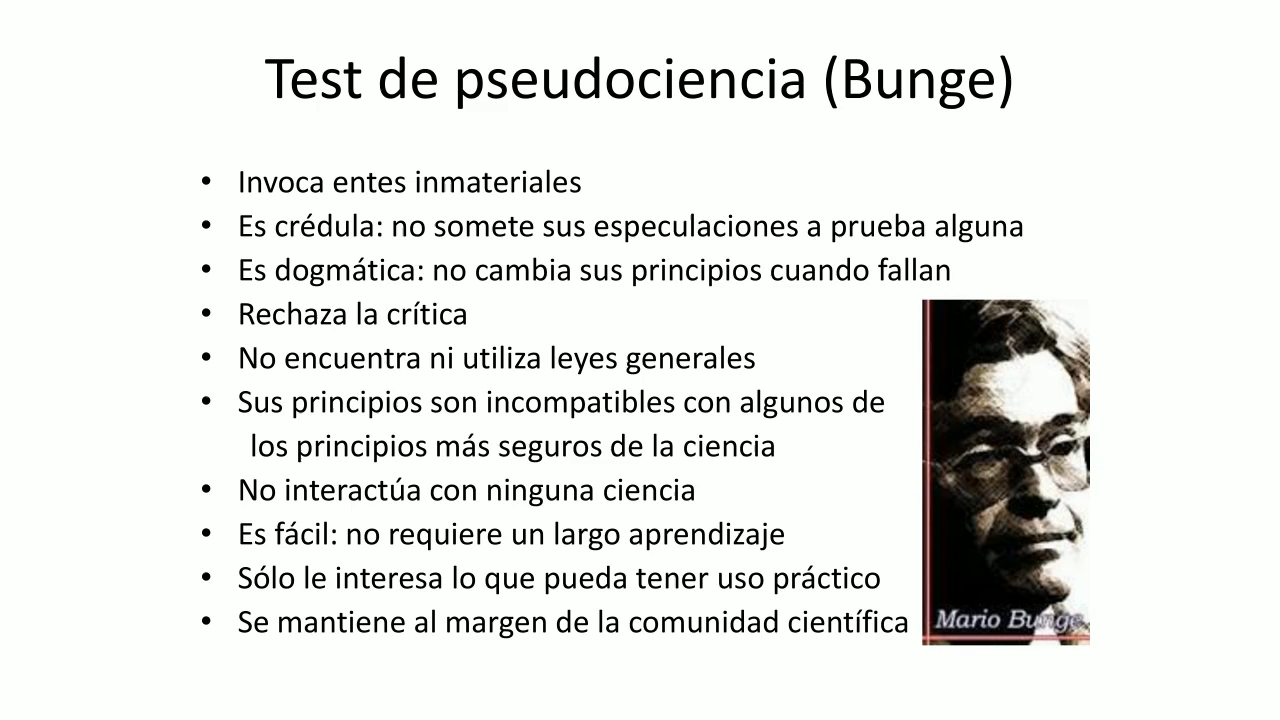 Test de pseudociencia (Bunge)
• Invoca entes inmateriales
• Es crédula: no somete sus especulaciones a prueba alguna
• Es dogmática: no cambia sus principios cuando fallan
• Rechaza la crítica
• No encuentra ni utiliza leyes generales
• Sus principios son incompatibles con algunos de
los principios más seguros de la ciencia
• No interactúa con ninguna ciencia
• Es fácil: no requiere un largo aprendizaje
• Sólo le interesa lo que pueda tener uso práctico
• Se mantiene al margen de la comunidad científica
Mario Bunge